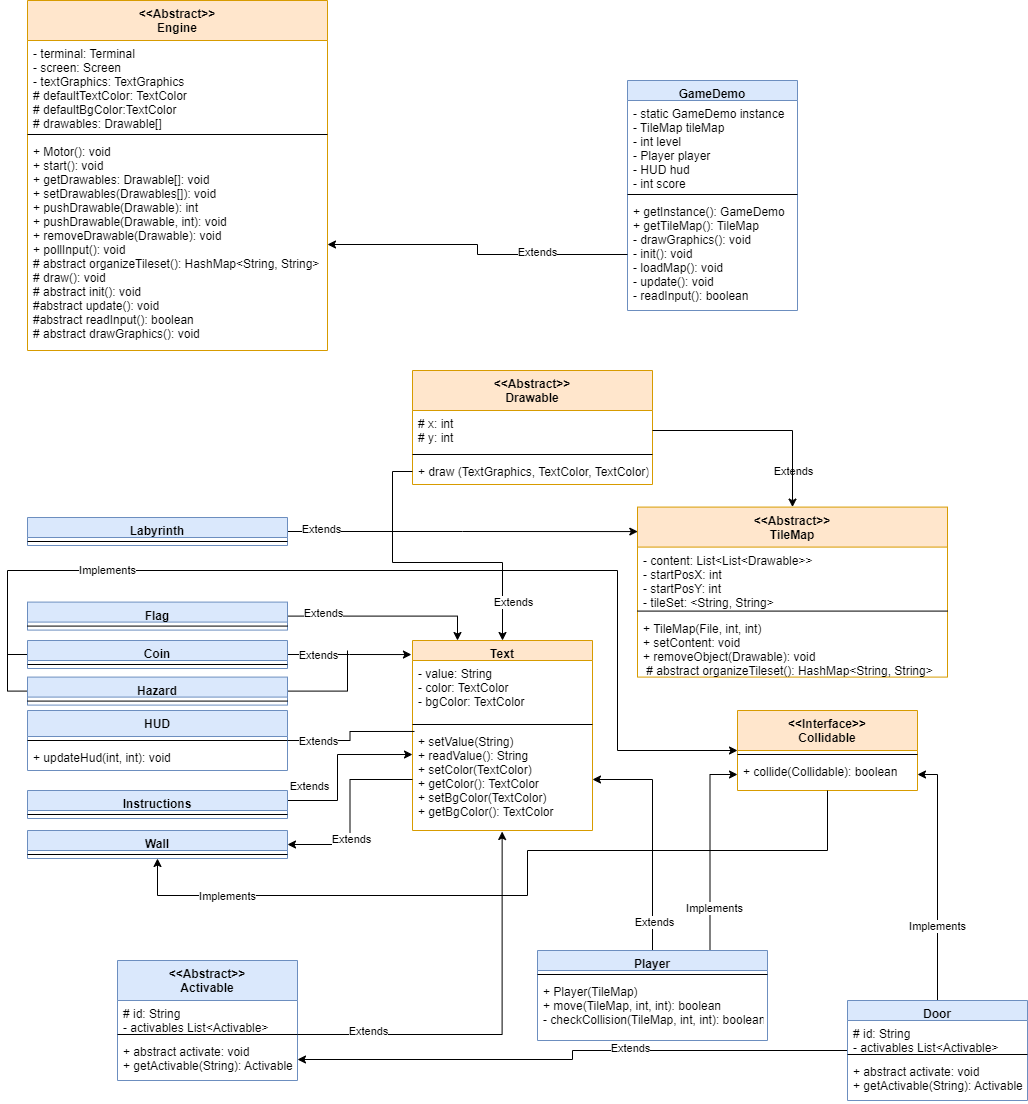 <<Abstract>>
Engine
- terminal: Terminal
- screen: Screen
- textGraphics: TextGraphics
# defaultTextColor: TextColor
# defaultBgColor:TextColor
# drawables: Drawable[]
+ Motor(): void
+ start(): void
+ getDrawables: Drawable[]: void
+ setDrawables(Drawables[]): void
+ pushDrawable(Drawable): int
+ pushDrawable(Drawable, int): void
+ removeDrawable(Drawable): void
+ pollInput(): void
# abstract organizeTileset(): HashMap<String, String>
# draw(): void
# abstract init(): void
#abstract update(): void
#abstract readInput(): boolean
# abstract drawGraphics(): void
GameDemo
- static GameDemo instance
- TileMap tileMap
- int level
- Player player
- HUD hud
- int score
+ getInstance(): GameDemo
+ getTileMap(): TileMap
- drawGraphics(): void
- init(): void
- loadMap(): void
- update(): void
- readInput(): boolean
Extends
<<Abstract>>
Drawable
# x: int
# y: int
+ draw (TextGraphics, TextColor, TextColor)
Extends
<<Abstract>>
TileMap
- content: List<List<Drawable>>
- startPosX: int
- startPosY: int
- tileSet: <String, String>
+ TileMap(File, int, int)
+ setContent: void
+ removeObject(Drawable): void
# abstract organizeTileset(): HashMap<String, String>
Labyrinth
Extends
Implements
Extends
Flag
Extends
Coin
Extends
Hazard
HUD
+ updateHud(int, int): void
Extends
Instructions
Extends
Wall
Extends
Implements
Text
- value: String
- color: TextColor
- bgColor: TextColor
+ setValue(String)
+ readValue(): String
+ setColor(TextColor)
+ getColor(): TextColor
+ setBgColor(TextColor)
+ getBgColor(): TextColor
<<Interface>>
Collidable
+ collide(Collidable): boolean
Implements
Extends
Implements
<<Abstract>>
Activable
# id: String
- activables List<Activable>
+ abstract activate: void
+ getActivable(String): Activable
Extends
Player
+ Player(TileMap)
+ move(TileMap, int, int): boolean
- checkCollision(TileMap, int, int): boolean
Extends
Door
# id: String
- activables List<Activable>
+ abstract activate: void
+ getActivable(String): Activable